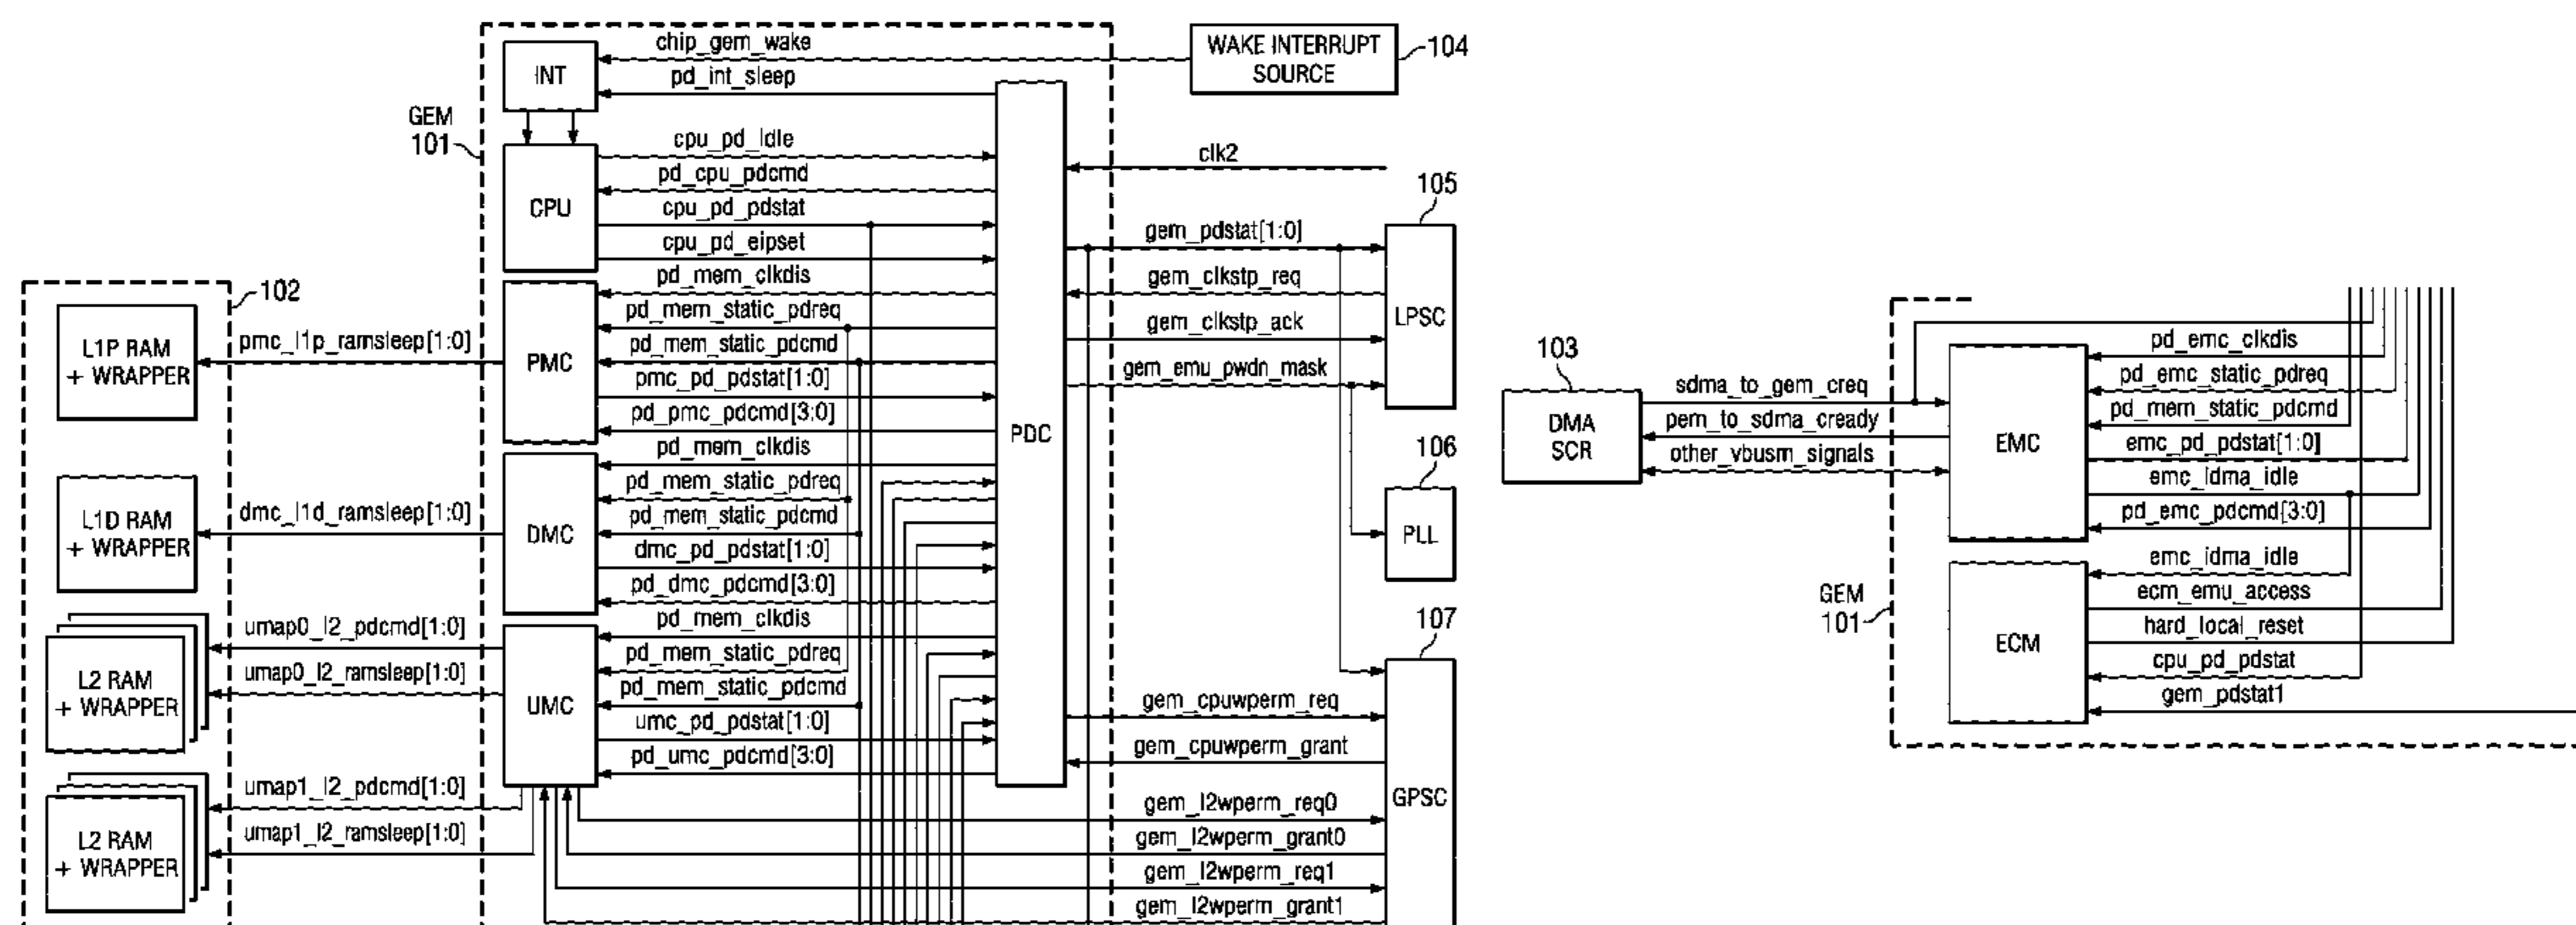 chip_gem_wake
WAKE INTERRUPT
SOURCE
104
INT
pd_int_sleep
GEM
101
cpu_pd_Idle
pd_cpu_pdcmd
CPU
cpu_pd_pdstat
cpu_pd_eipset
clk2
105
102
pd_mem_clkdis
pd_mem_static_pdreq
pd_mem_static_pdcmd
pmc_pd_pdstat[1:0]
pd_pmc_pdcmd[3:0]
PMC
L1P RAM
+ WRAPPER
pmc_l1p_ramsleep[1:0]
gem_pdstat[1:0]
gem_clkstp_req
gem_clkstp_ack
gem_emu_pwdn_mask
LPSC
PDC
pd_mem_clkdis
pd_mem_static_pdreq
pd_mem_static_pdcmd
dmc_pd_pdstat[1:0]
pd_dmc_pdcmd[3:0]
DMC
L1D RAM
+ WRAPPER
dmc_l1d_ramsleep[1:0]
106
PLL
107
pd_mem_clkdis
pd_mem_static_pdreq
pd_mem_static_pdcmd
umc_pd_pdstat[1:0]
pd_umc_pdcmd[3:0]
UMC
umap0_l2_pdcmd[1:0]
umap0_l2_ramsleep[1:0]
L2 RAM
+ WRAPPER
umap1_l2_pdcmd[1:0]
umap1_l2_ramsleep[1:0]
L2 RAM
+ WRAPPER
gem_cpuwperm_req
gem_cpuwperm_grant
GPSC
gem_l2wperm_req0
gem_l2wperm_grant0
gem_l2wperm_req1
gem_l2wperm_grant1
103
DMA
SCR
sdma_to_gem_creq
pem_to_sdma_cready
other_vbusm_signals
EMC
pd_emc_clkdis
pd_emc_static_pdreq
pd_mem_static_pdcmd
emc_pd_pdstat[1:0]
emc_Idma_idle
pd_emc_pdcmd[3:0]
GEM
101
ECM
emc_idma_idle
ecm_emu_access
hard_local_reset
cpu_pd_pdstat
gem_pdstat1